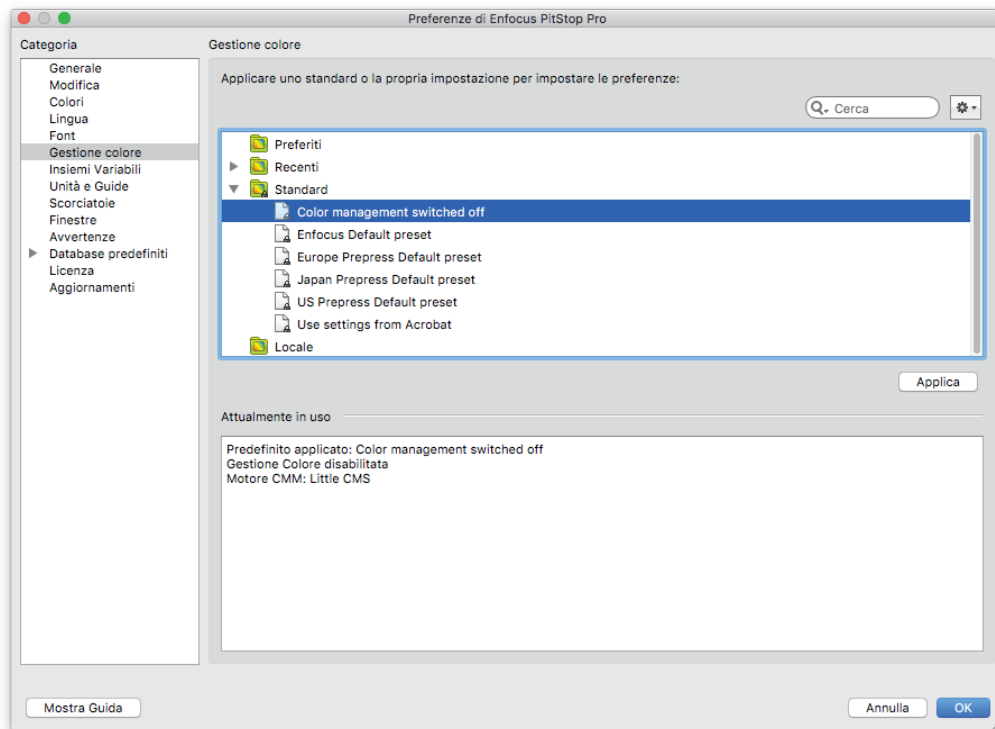 Preferenze di Enfocus PitStop Pro
Categoria
Generale
Modifica
Colori
Lingua
Font
Gestione colore
Insiemi Variabili
Unità e Guide
Scorciatoie
Finestre
Avvertenze
Database predefiniti
Licenza
Aggiornamenti
Gestione colore
Applicare uno standard o la propria impostazione per impostare le preferenze:
Cerca
Preferiti
Recenti
Standard
Color management switched off
Enfocus Default preset
Europe Prepress Default preset
Japan Prepress Default preset
US Prepress Default preset
Use settings from Acrobat
Locale
Applica
Attualmente in uso
Predefinito applicato: Color management switched off
Gestione Colore disabilitata
Motore CMM: Little CMS
Mostra Guida
Annulla
OK